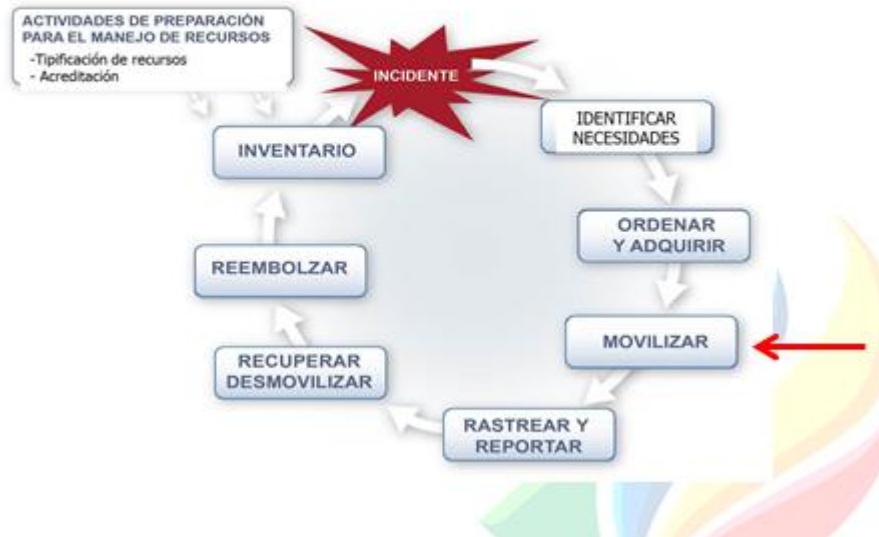 ACTIVIDADES DE PREPARACIÓN
PARA EL MANEJO DE RECURSOS
-Tipificación de recursos
- Acreditación
INCIDENTE
IDENTIFICAR
NECESIDADES
ORDENAR
Y ADQUIRIR
MOVILIZAR
RASTREAR Y
REPORTAR
RECUPERAR
DESMOVILIZAR
REEMBOLZAR
INVENTARIO